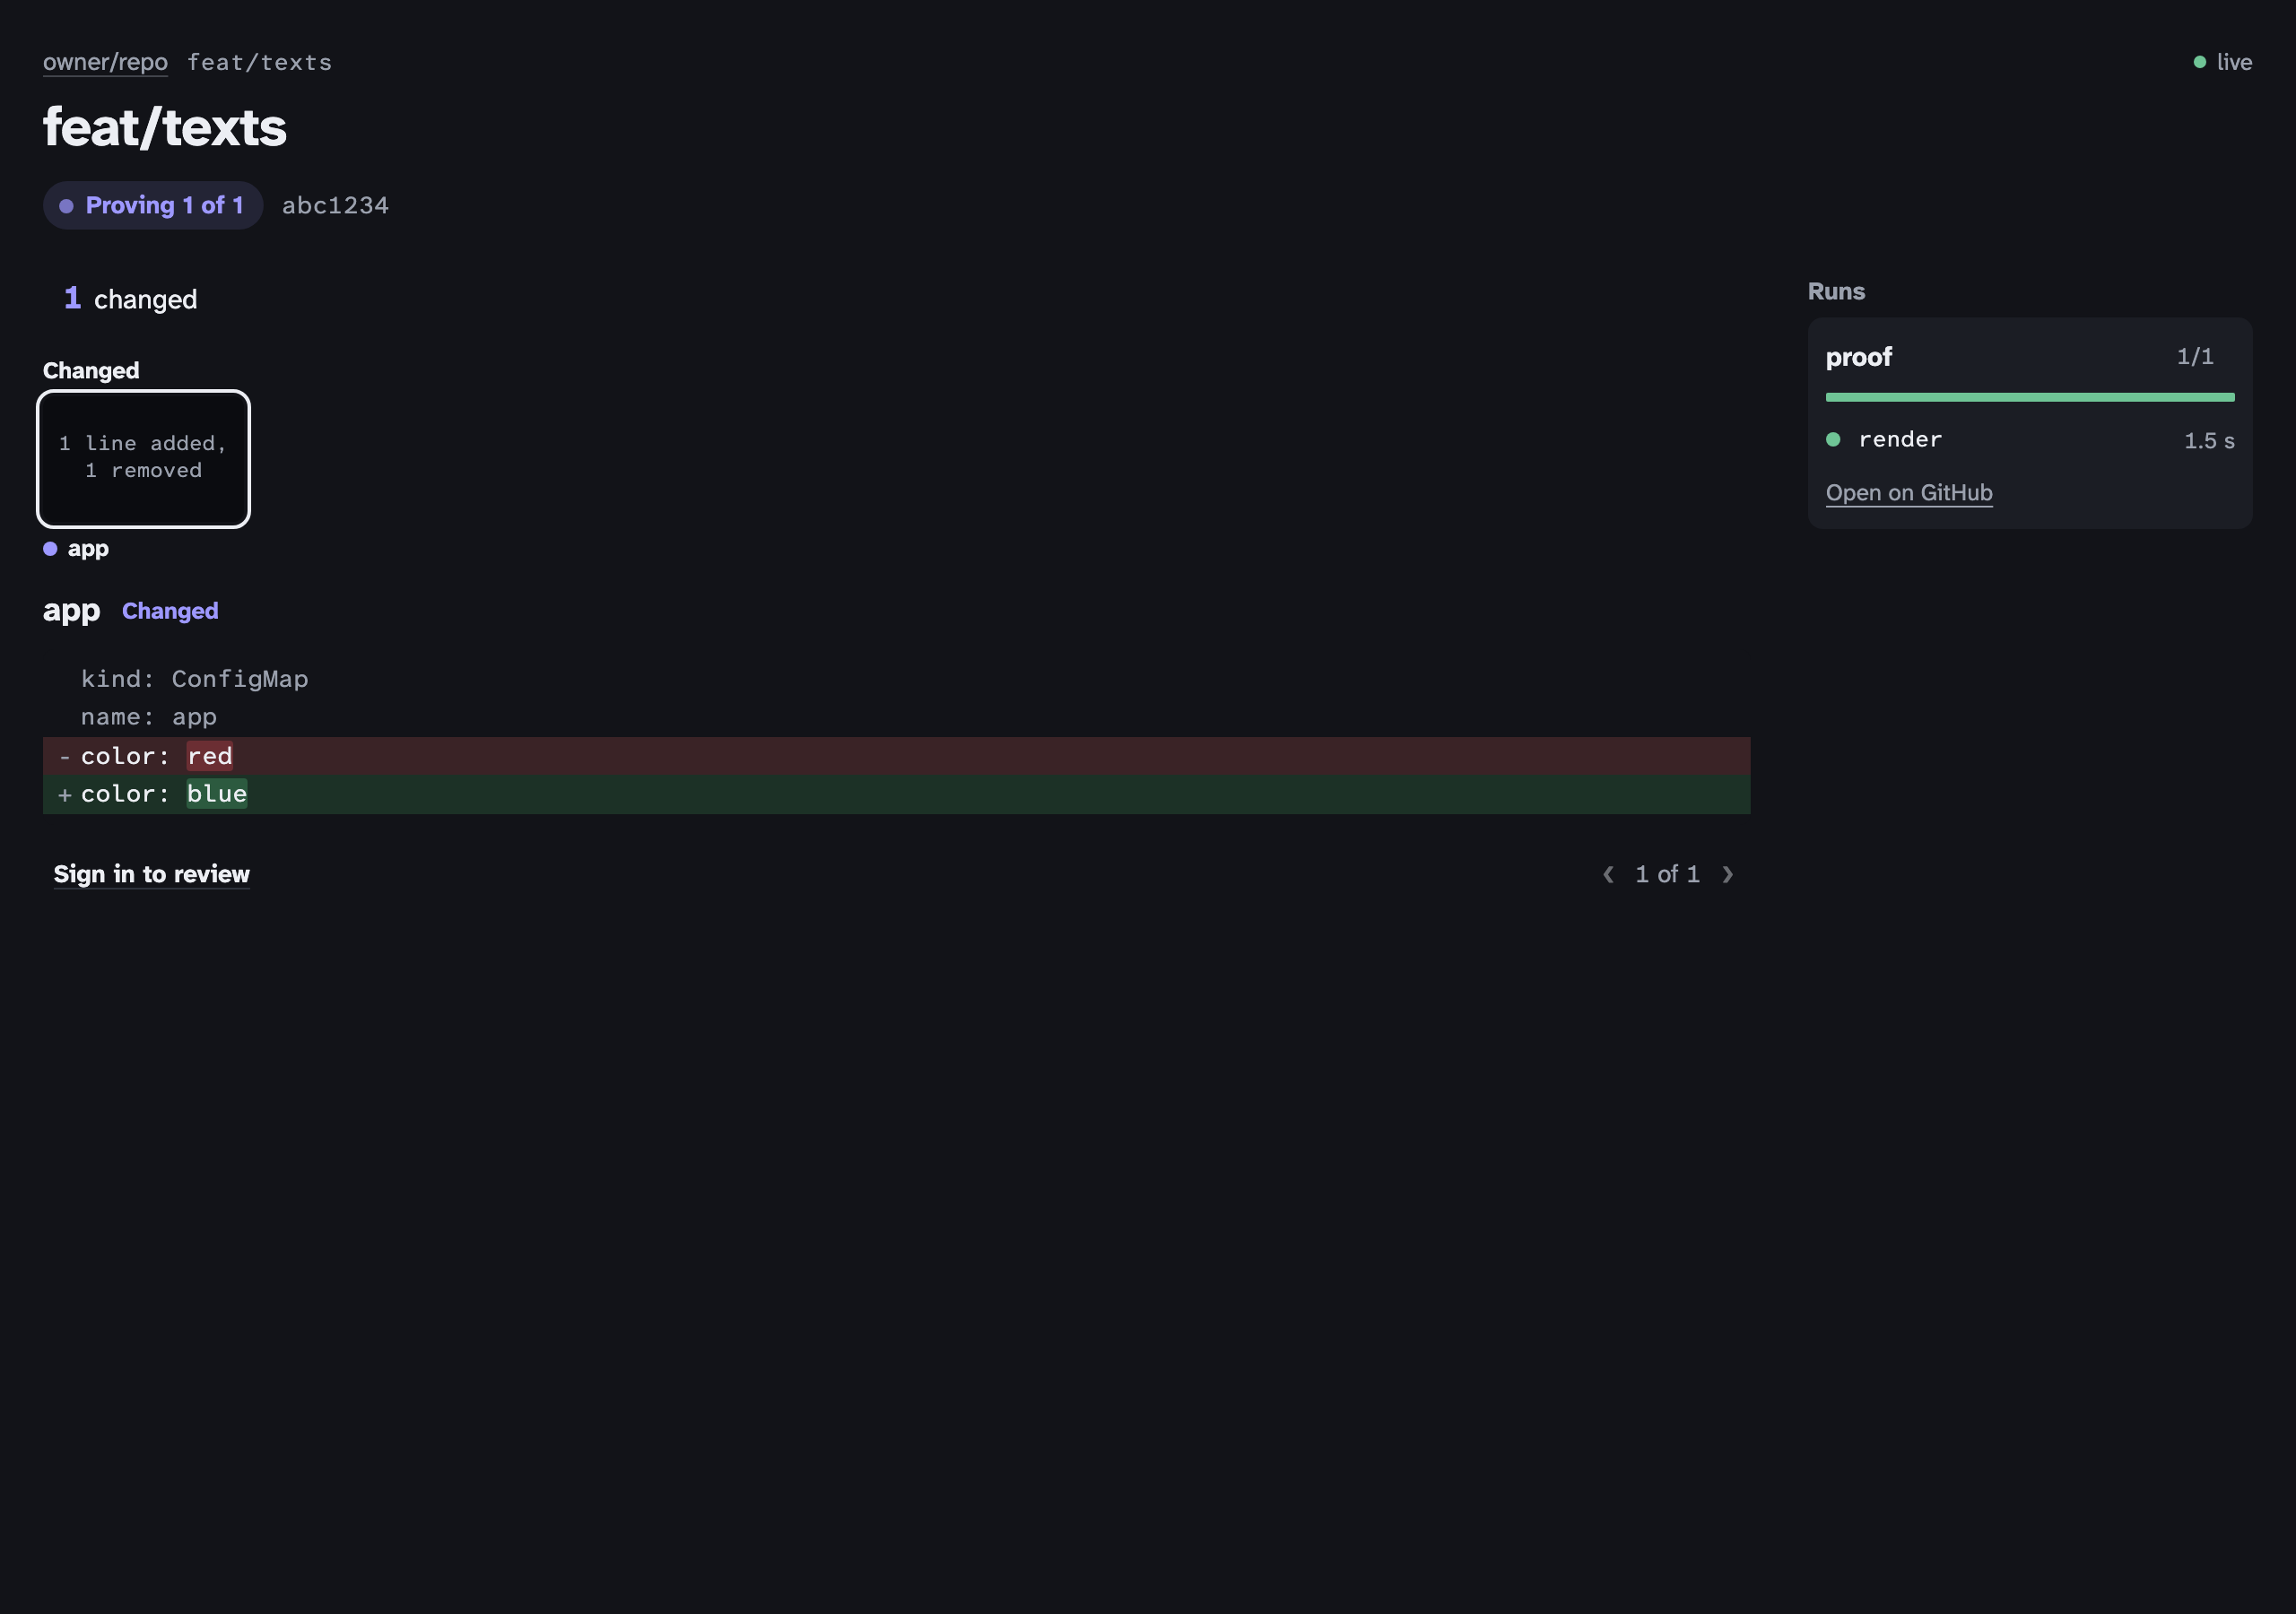 owner/repo feat/texts
live
feat/texts
Proving 1 of 1 abc1234
1 changed
Changed
1 line added,
1 removed
app
app Changed
kind: ConfigMap
name: app
- color: red
+ color: blue
Sign in to review
‹ 1 of 1 ›
Runs
proof 1/1
render 1.5 s
Open on GitHub